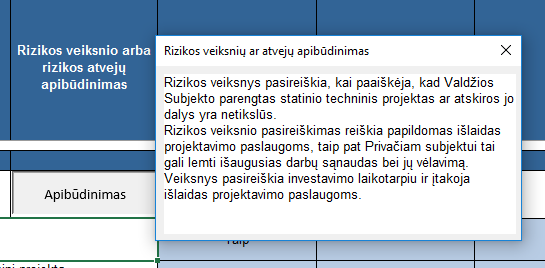 Rizikos veiksnio arba
rizikos atvejų
apibūdinimas
Rizikos veiksnių ar atvejų apibūdinimas
Rizikos veiksnys pasireiškia, kai paaiškėja, kad Valdžios
Subjekto parengtas statinio techninis projektas ar atskiros jo
dalys yra netikslūs.
Rizikos veiksnio pasireiškimas reiškia papildomas išlaidas
projektavimo paslaugoms, taip pat Privačiam subjektui tai
gali lemti išaugusias darbų sąnaudas bei jų vėlavimą.
Veiksnys pasireiškia investavimo laikotarpiu ir įtakoja
išlaidas projektavimo paslaugoms.
Apibūdinimas
Taip
projekto